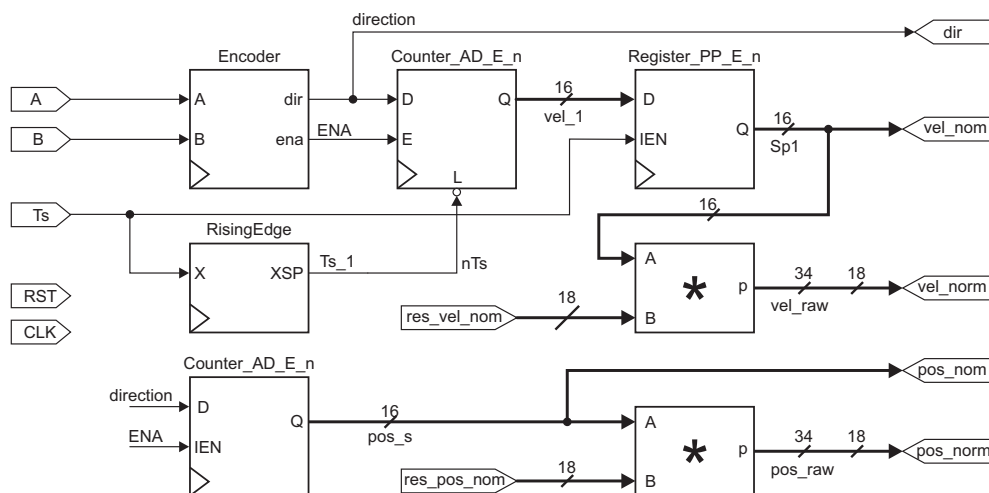 direction
dir
Encoder
Counter_AD_E_n
Register_PP_E_n
A
A
dir
D
Q
16
vel_1
D
Q
16
Sp1
vel_nom
B
B
ena
ENA
E
IEN
L
Ts
16
RisingEdge
X
XSP
Ts_1
nTs
A
*
p
34
vel_raw
18
vel_norm
RST
res_vel_nom
18
B
CLK
Counter_AD_E_n
pos_nom
direction
D
Q
16
pos_s
A
ENA
IEN
*
p
34
pos_raw
18
pos_norm
res_pos_nom
18
B